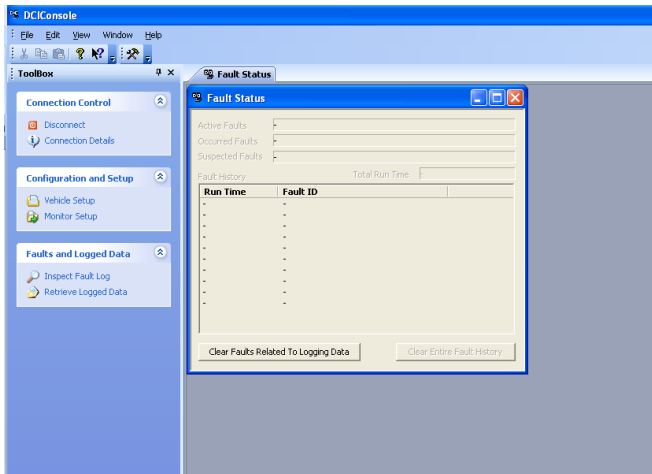 DCIConsole
File Edit View Window Help
ToolBox
Fault Status
Connection Control
Disconnect
Connection Details
Configuration and Setup
Vehicle Setup
Monitor Setup
Faults and Logged Data
Inspect Fault Log
Retrieve Logged Data
Fault Status
Active Faults -
Occurred Faults -
Suspected Faults -
Fault History Total Run Time -
Run Time Fault ID
- -
- -
- -
- -
- -
- -
- -
- -
- -
- -
Clear Faults Related To Logging Data Clear Entire Fault History